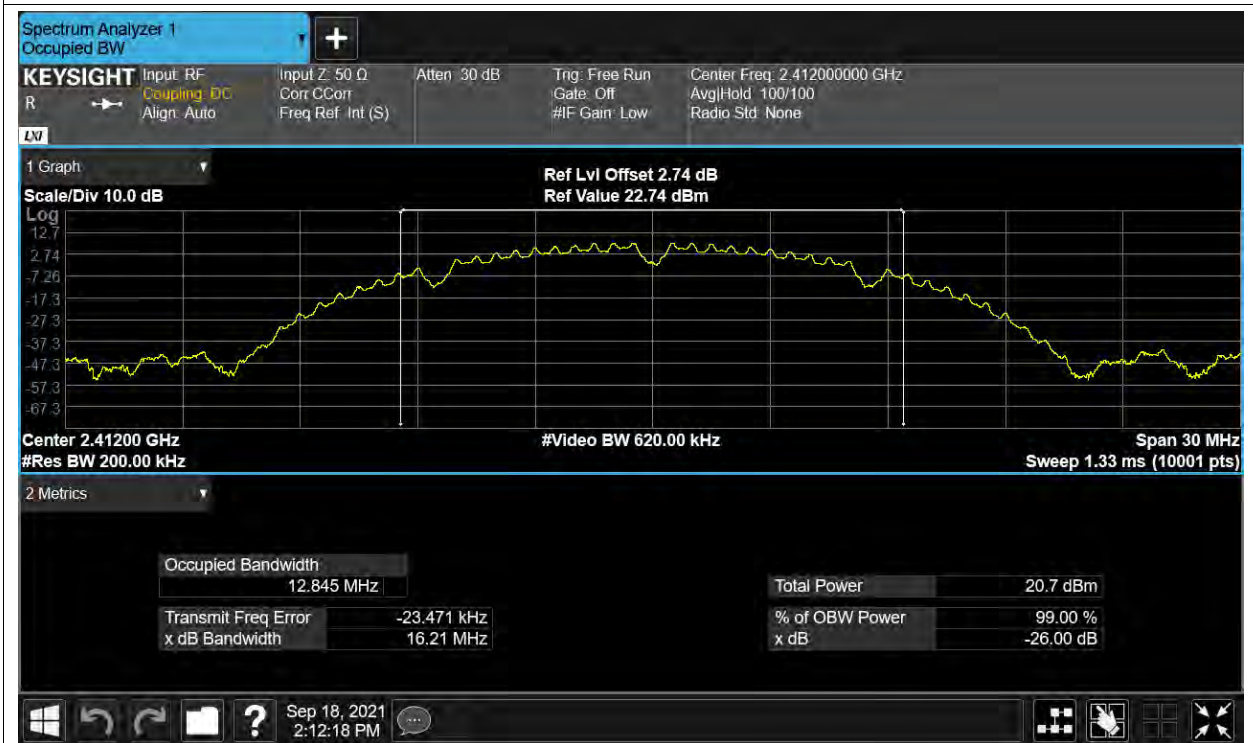 Spectrum Analyzer 1
Occupied BW
+
KEYSIGHT Input: RF Input Z: 50 Ω Atten: 30 dB Trig: Free Run Center Freq: 2.412000000 GHz
R Coupling: DC Corr CCorr Gate: Off Avg|Hold: 100/100
Align: Auto Freq Ref: Int (S) #IF Gain: Low Radio Std: None
LXI
1 Graph
Ref Lvl Offset 2.74 dB
Scale/Div 10.0 dB Ref Value 22.74 dBm
Log
12.7
2.74
-7.26
-17.3
-27.3
-37.3
-47.3
-57.3
-67.3
Center 2.41200 GHz #Video BW 620.00 kHz Span 30 MHz
#Res BW 200.00 kHz Sweep 1.33 ms (10001 pts)
2 Metrics
Occupied Bandwidth
12.845 MHz Total Power 20.7 dBm
Transmit Freq Error -23.471 kHz % of OBW Power 99.00 %
x dB Bandwidth 16.21 MHz x dB -26.00 dB
? Sep 18, 2021
2:12:18 PM